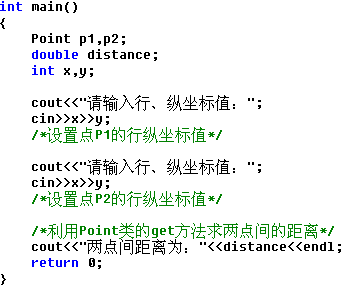 int main()
{
Point p1,p2;
double distance;
int x,y;
cout<<"请输入行、纵坐标值: ";
cin>>x>>y;
/*设置点P1的行纵坐标值*/
cout<<"请输入行、纵坐标值: ";
cin>>x>>y;
/*设置点P2的行纵坐标值*/
/*利用Point类的get方法求两点间的距离*/
cout<<"两点间距离为: "<<distance<<endl;
return 0;
}